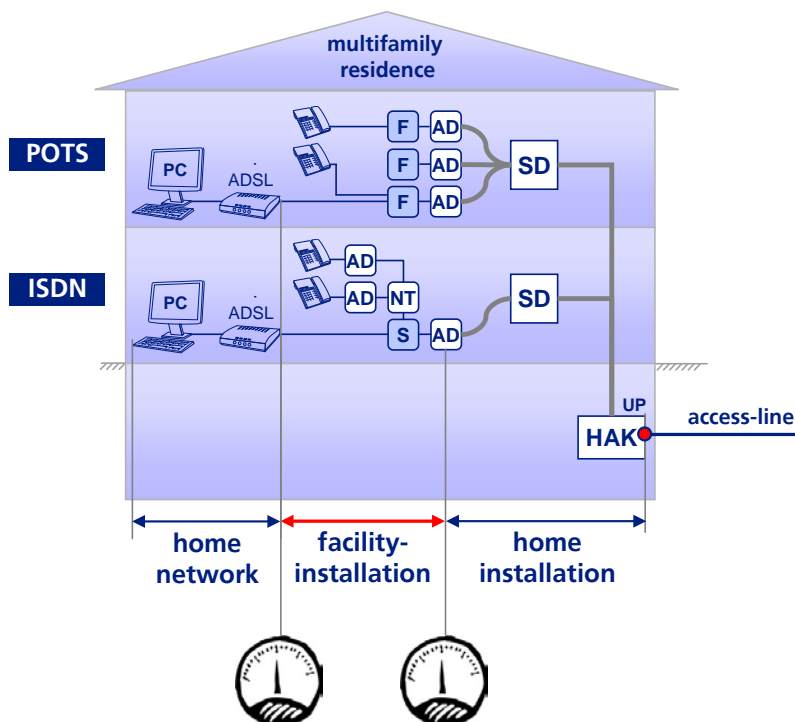 multifamily
residence
POTS
PC
ADSL
F
AD
F
AD
F
AD
SD
ISDN
PC
ADSL
AD
AD
NT
S
AD
SD
UP
HAK
access-line
home
network
facility-
installation
home
installation